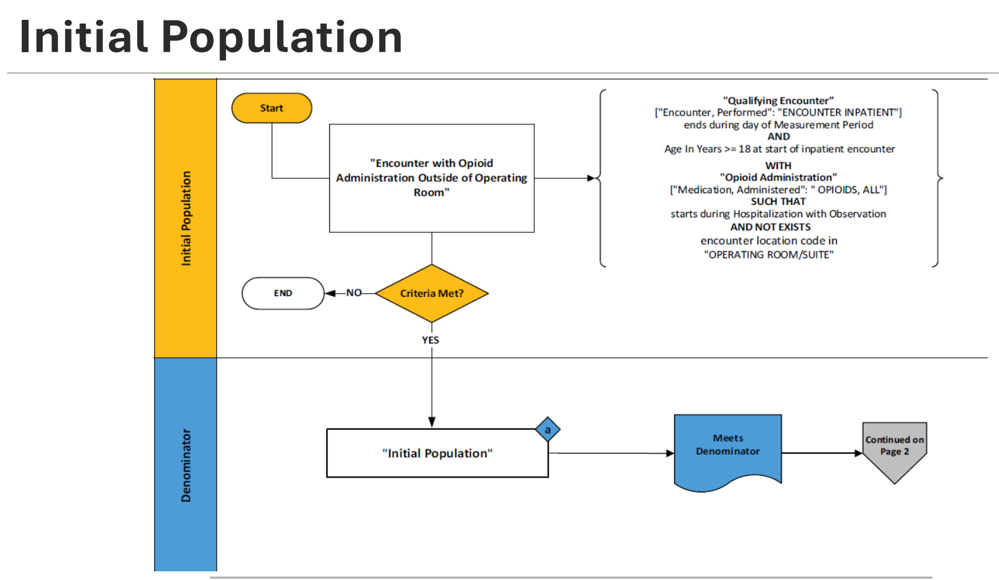 Initial Population
Initial Population
Start
"Encounter with Opioid
Administration Outside of Operating
Room"
"Qualifying Encounter”
["Encounter, Performed": "ENCOUNTER INPATIENT"]
ends during day of Measurement Period
AND
Age In Years >= 18 at start of inpatient encounter
WITH
"Opioid Administration"
["Medication, Administered": " OPIOIDS, ALL"]
SUCH THAT
starts during Hospitalization with Observation
AND NOT EXISTS
encounter location code in
"OPERATING ROOM/SUITE"
END
NO
Criteria Met?
YES
Denominator
"Initial Population"
a
Meets
Denominator
Continued on
Page 2